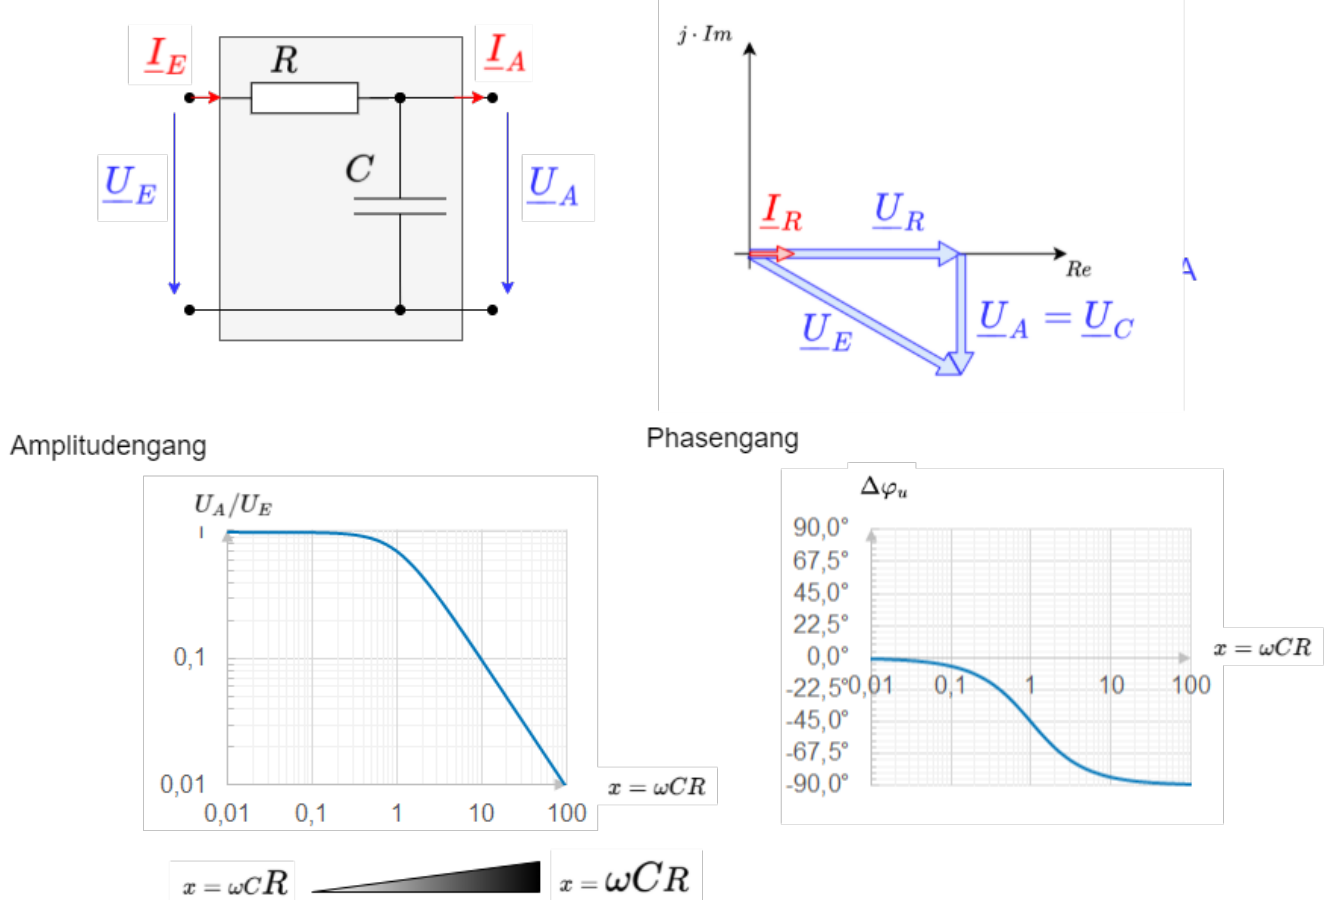 I_E
R
I_A
C
U_E
U_A
j · Im
I_R
U_R
Re
U_E
U_A = U_C
A
Amplitudengang
U_A/U_E
1
0,1
0,01
0,01 0,1 1 10 100
x = ωCR
x = ωCR
x = ωCR
Phasengang
Δφ_u
90,0°
67,5°
45,0°
22,5°
0,0°
-22,5°
-45,0°
-67,5°
-90,0°
0,01 0,1 1 10 100
x = ωCR